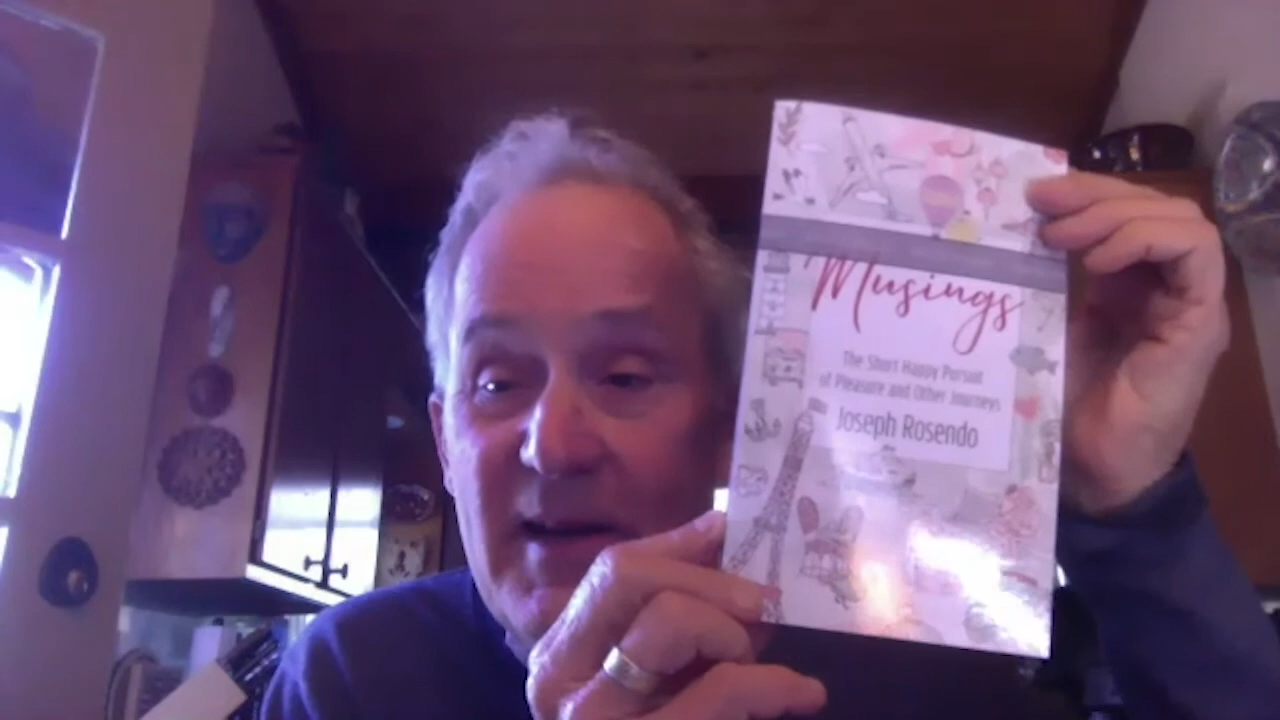 Musings
The Short Happy Pursuit
of Pleasure and Other Journeys
Joseph Rosendo